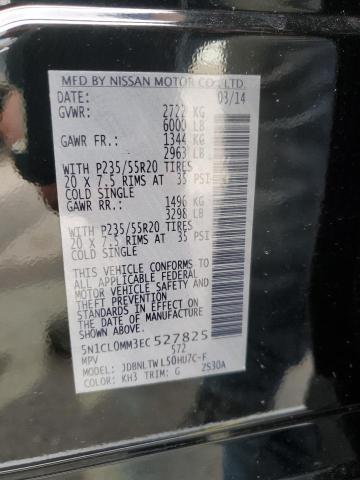 MFD BY NISSAN MOTOR CO., LTD.
DATE: 03/14
GVWR: 2722 KG
6000 LB
GAWR FR.: 1344 KG
2963 LB
WITH P235/55R20 TIRES
20 X 7.5 RIMS AT 35 PSI
COLD SINGLE
GAWR RR.: 1496 KG
3298 LB
WITH P235/55R20 TIRES
20 X 7.5 RIMS AT 35 PSI
COLD SINGLE
THIS VEHICLE CONFORMS TO
ALL APPLICABLE FEDERAL
MOTOR VEHICLE SAFETY
STANDARDS IN EFFECT ON
THE DATE OF MANUFACTURE
SHOWN ABOVE.
5N1CL0MM3EC527825
MPV 572
MODEL: JDBNLTWL50HU7C-F
COLOR: KH3 TRIM: G 2S30A